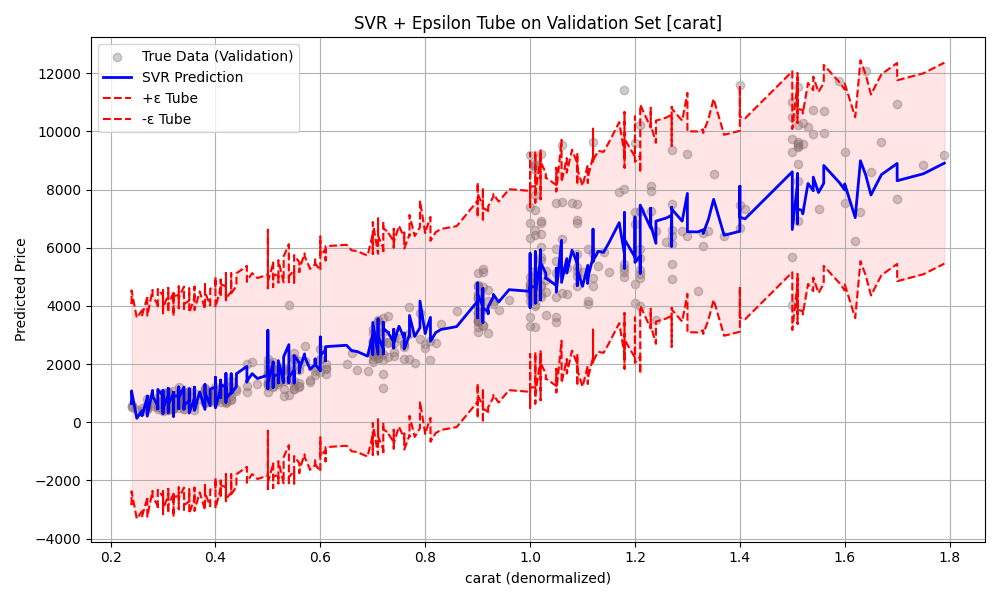 SVR + Epsilon Tube on Validation Set [carat]
True Data (Validation)
SVR Prediction
+ε Tube
-ε Tube
12000
10000
8000
6000
4000
2000
0
−2000
−4000
Predicted Price
0.2 0.4 0.6 0.8 1.0 1.2 1.4 1.6 1.8
carat (denormalized)